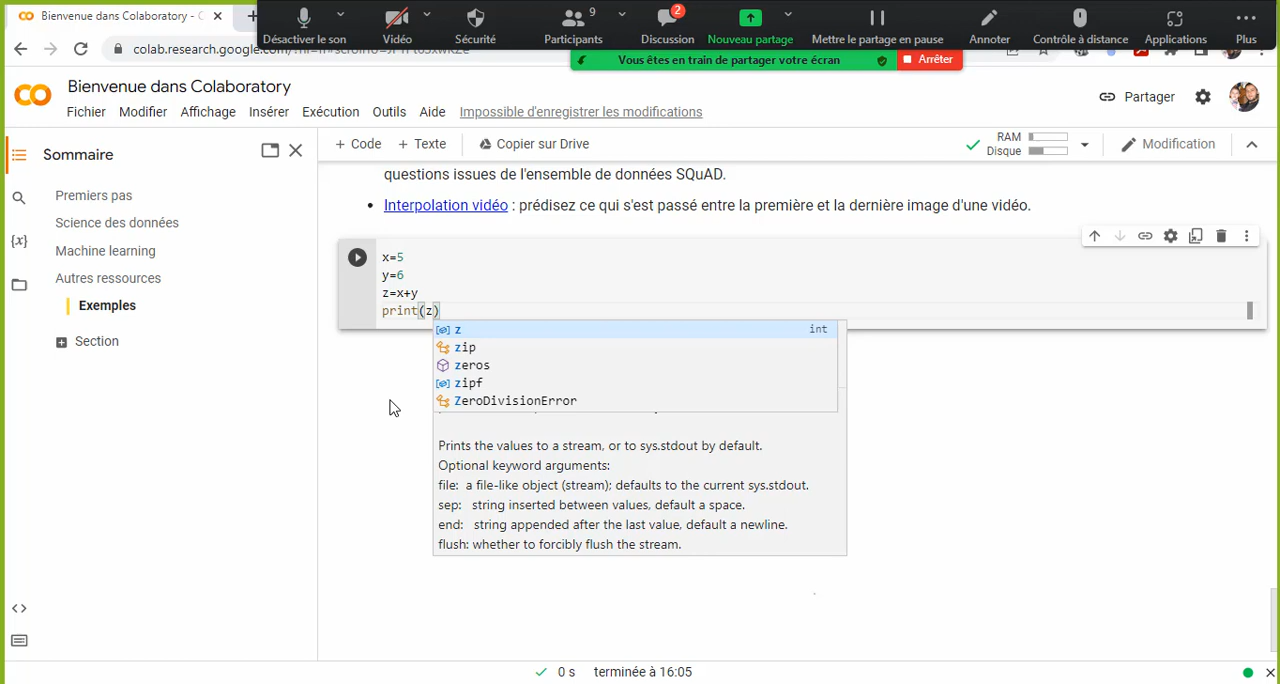 Bienvenue dans Colaboratory - C
Désactiver le son
Vidéo
Sécurité
9
Participants
2
Discussion
Nouveau partage
Mettre le partage en pause
Annoter
Contrôle à distance
Applications
Plus
colab.research.google.com/
Vous êtes en train de partager votre écran
Arrêter
Bienvenue dans Colaboratory
Fichier Modifier Affichage Insérer Exécution Outils Aide Impossible d'enregistrer les modifications
Partager
Sommaire
+ Code + Texte Copier sur Drive
RAM
Disque
Modification
Premiers pas
Science des données
Machine learning
Autres ressources
Exemples
Section
{x}
<>
questions issues de l'ensemble de données SQuAD.
• Interpolation vidéo : prédisez ce qui s'est passé entre la première et la dernière image d'une vidéo.
x=5
y=6
z=x+y
print(z)
z int
zip
zeros
zipf
ZeroDivisionError
Prints the values to a stream, or to sys.stdout by default.
Optional keyword arguments:
file: a file-like object (stream); defaults to the current sys.stdout.
sep: string inserted between values, default a space.
end: string appended after the last value, default a newline.
flush: whether to forcibly flush the stream.
0 s terminée à 16:05